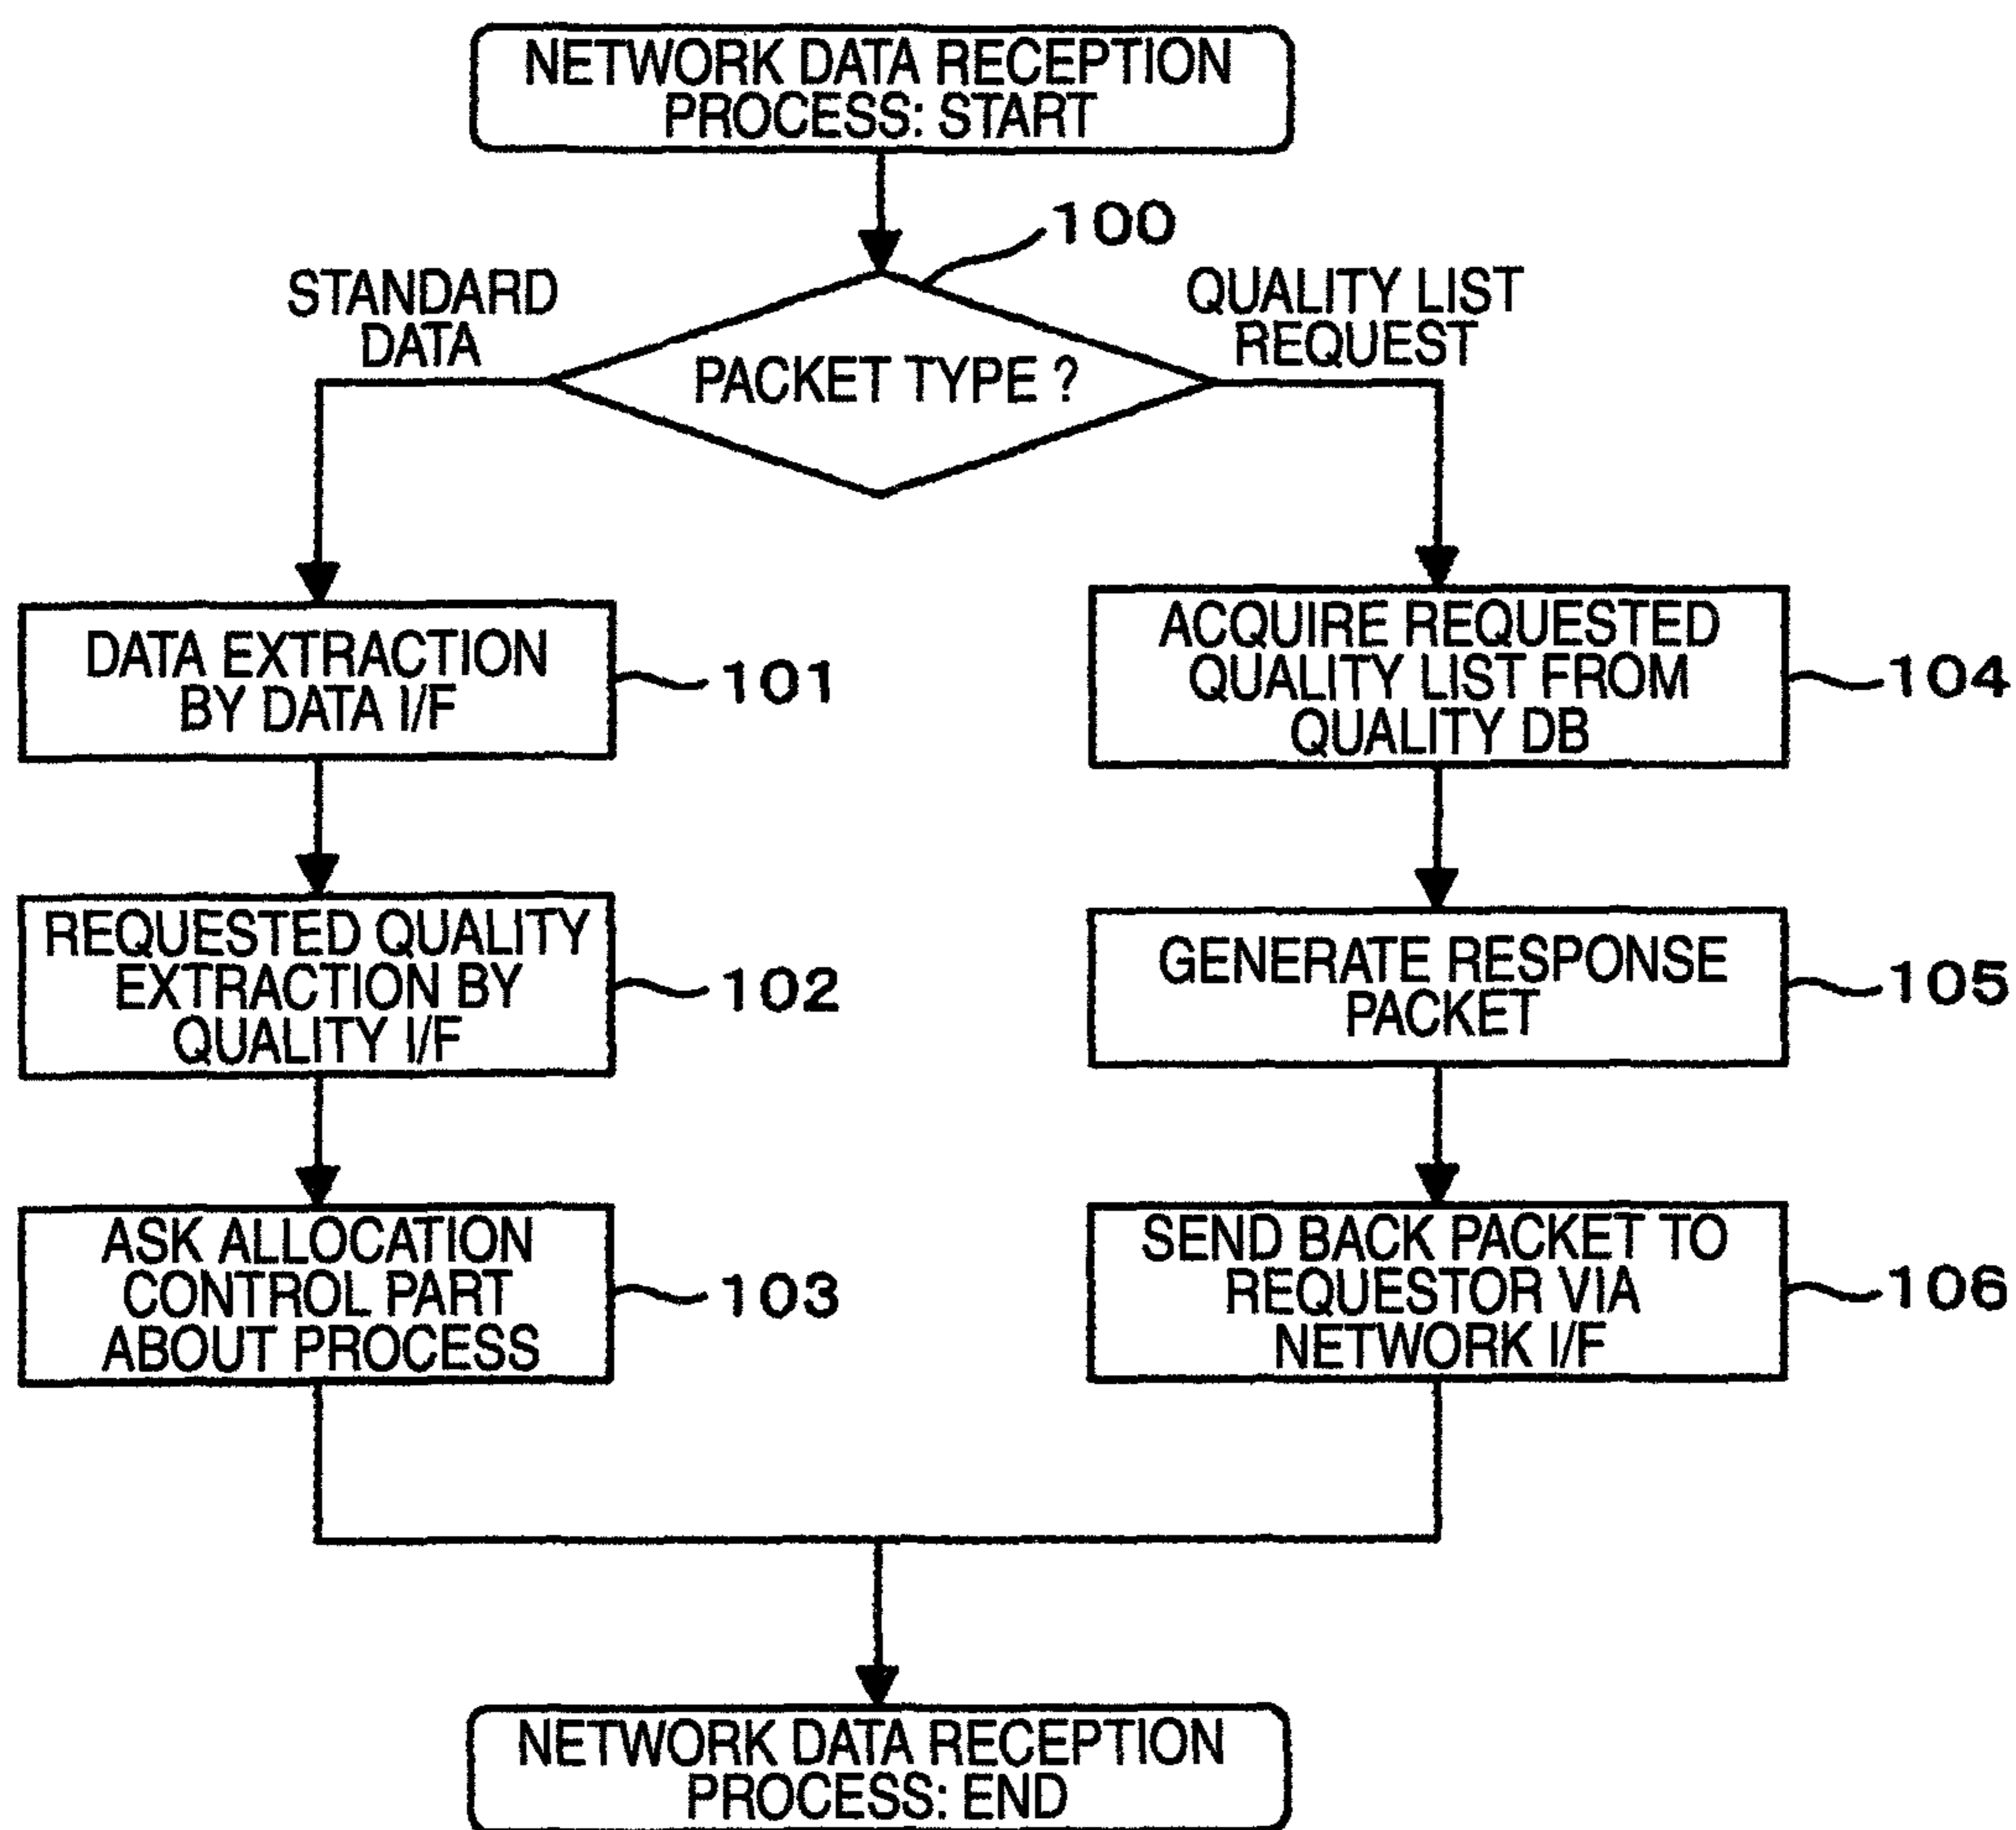 NETWORK DATA RECEPTION
PROCESS: START
100
STANDARD
DATA
PACKET TYPE ?
QUALITY LIST
REQUEST
DATA EXTRACTION
BY DATA I/F
101
REQUESTED QUALITY
EXTRACTION BY
QUALITY I/F
102
ASK ALLOCATION
CONTROL PART
ABOUT PROCESS
103
ACQUIRE REQUESTED
QUALITY LIST FROM
QUALITY DB
104
GENERATE RESPONSE
PACKET
105
SEND BACK PACKET TO
REQUESTOR VIA
NETWORK I/F
106
NETWORK DATA RECEPTION
PROCESS: END